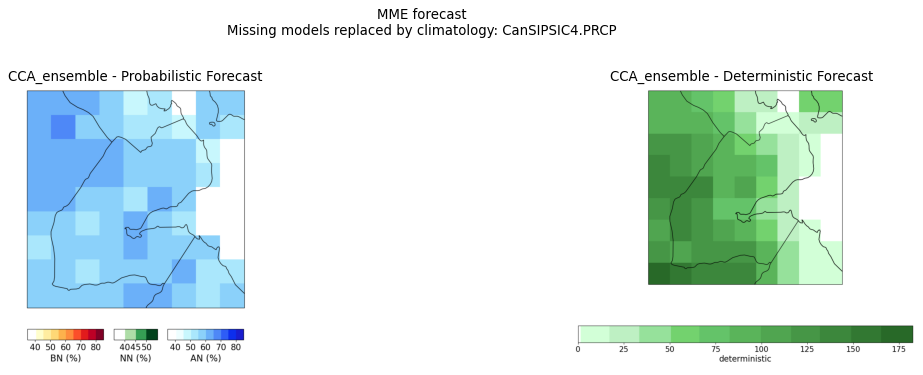 MME forecast
Missing models replaced by climatology: CanSIPSIC4.PRCP
CCA_ensemble - Probabilistic Forecast
CCA_ensemble - Deterministic Forecast
40 50 60 70 80
BN (%)
404550
NN (%)
40 50 60 70 80
AN (%)
0 25 50 75 100 125 150 175
deterministic